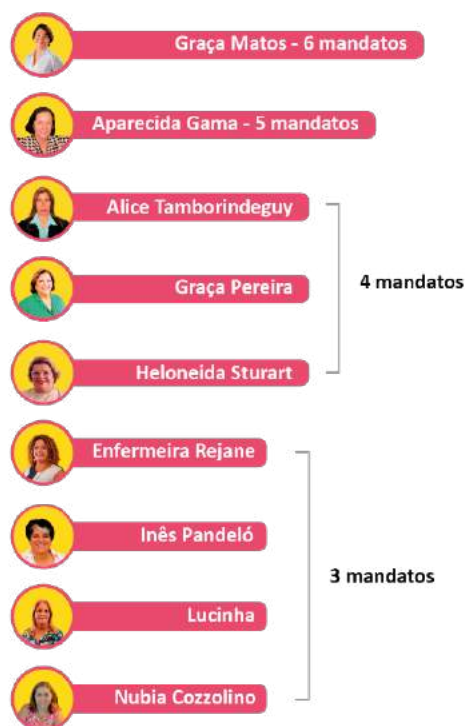 Graça Matos - 6 mandatos
Aparecida Gama - 5 mandatos
Alice Tamborindeguy
Graça Pereira
4 mandatos
Heloneida Sturart
Enfermeira Rejane
Inês Pandeló
3 mandatos
Lucinha
Nubia Cozzolino